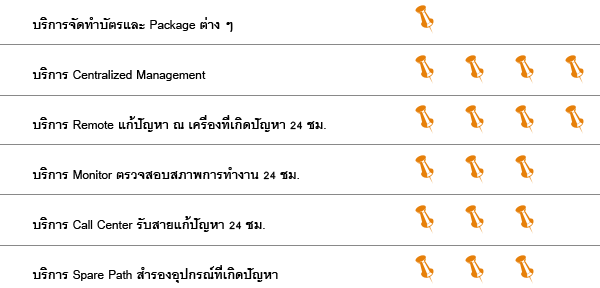 บริการจัดทำบัตรและ Package ต่าง ๆ
บริการ Centralized Management
บริการ Remote แก้ปัญหา ณ เครื่องที่เกิดปัญหา 24 ชม.
บริการ Monitor ตรวจสอบสภาพการทำงาน 24 ชม.
บริการ Call Center รับสายแก้ปัญหา 24 ชม.
บริการ Spare Path สำรองอุปกรณ์ที่เกิดปัญหา